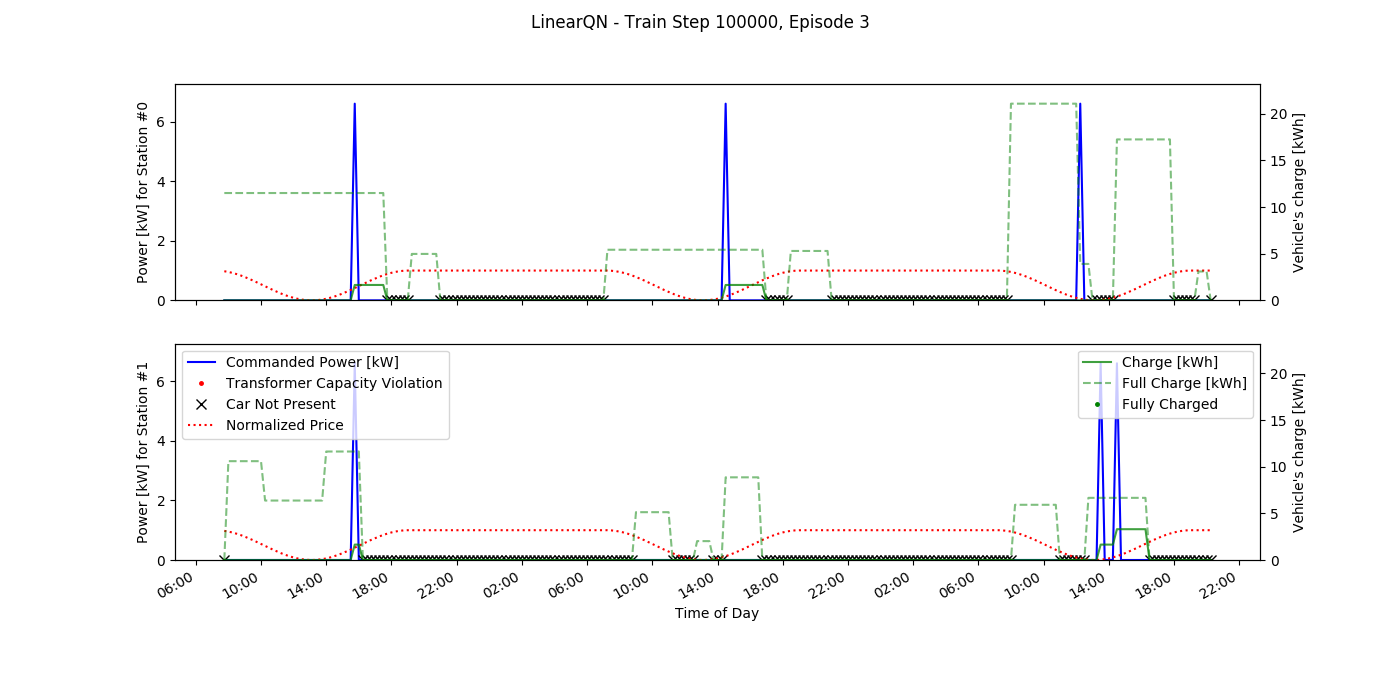 LinearQN - Train Step 100000, Episode 3
Power [kW] for Station #0
6
4
2
0
20
15
10
5
0
Vehicle's charge [kWh]
Power [kW] for Station #1
6
4
2
0
Commanded Power [kW]
Transformer Capacity Violation
Car Not Present
Normalized Price
Charge [kWh]
Full Charge [kWh]
Fully Charged
20
15
10
5
0
Vehicle's charge [kWh]
06:00 10:00 14:00 18:00 22:00 02:00 06:00 10:00 14:00 18:00 22:00 02:00 06:00 10:00 14:00 18:00 22:00
Time of Day